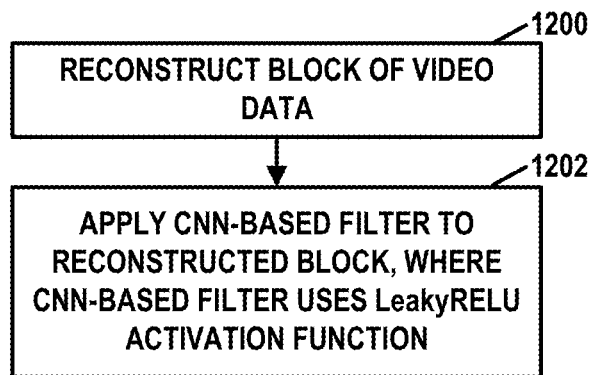 1200
RECONSTRUCT BLOCK OF VIDEO
DATA
1202
APPLY CNN-BASED FILTER TO
RECONSTRUCTED BLOCK, WHERE
CNN-BASED FILTER USES LeakyRELU
ACTIVATION FUNCTION